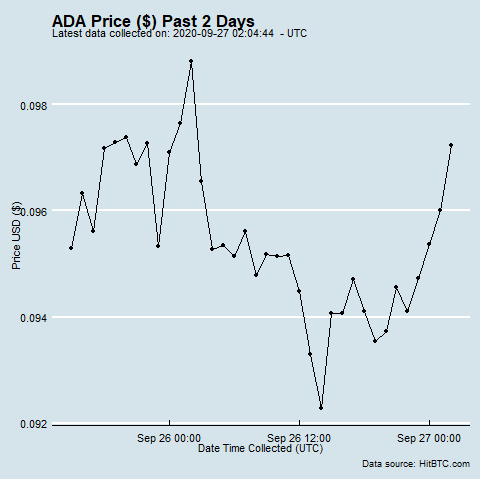 ADA Price ($) Past 2 Days
Latest data collected on: 2020-09-27 02:04:44  - UTC
0.098
0.096
0.094
0.092
Price USD ($)
Sep 26 00:00
Sep 26 12:00
Sep 27 00:00
Date Time Collected (UTC)
Data source: HitBTC.com